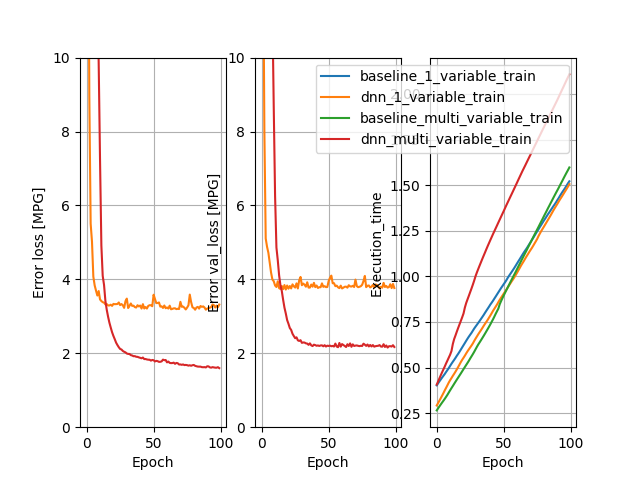 Error loss [MPG]
10
8
6
4
2
0
0
50
100
Epoch
Error val_loss [MPG]
10
8
6
4
2
0
0
50
100
Epoch
Execution_time
2.00
1.50
1.25
1.00
0.75
0.50
0.25
0
50
100
Epoch
baseline_1_variable_train
dnn_1_variable_train
baseline_multi_variable_train
dnn_multi_variable_train